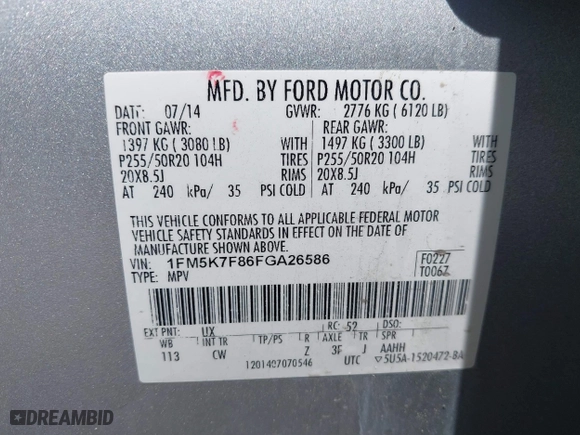 MFD. BY FORD MOTOR CO.
DATE: 07/14 GVWR: 2776 KG ( 6120 LB)
FRONT GAWR: REAR GAWR:
1397 KG ( 3080 LB) WITH 1497 KG ( 3300 LB) WITH
P255/50R20 104H TIRES P255/50R20 104H TIRES
20X8.5J RIMS 20X8.5J RIMS
AT 240 kPa/ 35 PSI COLD AT 240 kPa/ 35 PSI COLD
THIS VEHICLE CONFORMS TO ALL APPLICABLE FEDERAL MOTOR
VEHICLE SAFETY STANDARDS IN EFFECT ON THE DATE OF
MANUFACTURE SHOWN ABOVE.
VIN: 1FM5K7F86FGA26586 F0227
TYPE: MPV T0067
EXT PNT: UX RC: 52 DSO:
WB INT TR TP/PS R AXLE TR SPR
113 CW Z 3F J AAHH
1201407070546 UTC ▽5U5A-1520472-BA
DREAMBID